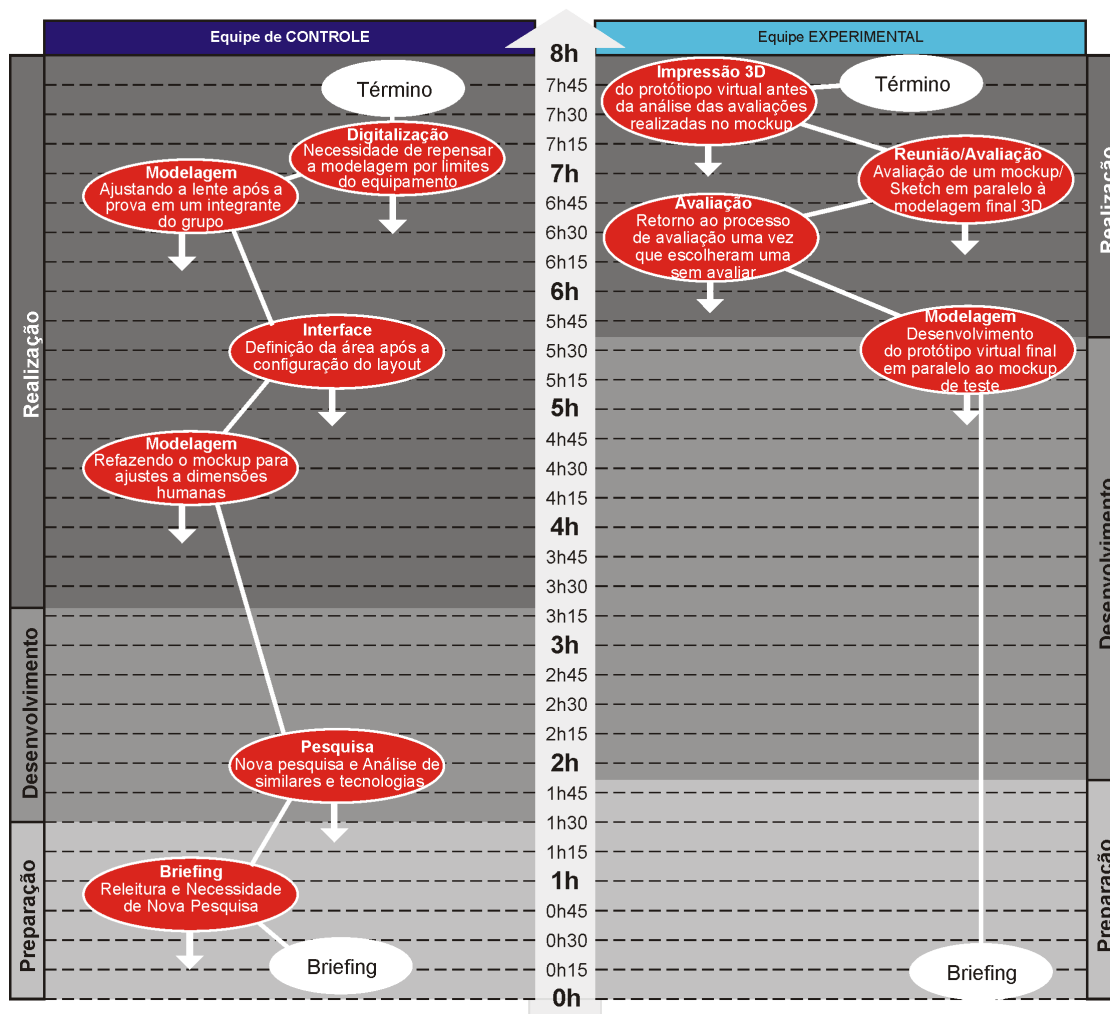 Equipe de CONTROLE
Equipe EXPERIMENTAL
Realização
Desenvolvimento
Preparação
Término
Digitalização
Necessidade de repensar
a modelagem por limites
do equipamento
Modelagem
Ajustando a lente após a
prova em um integrante
do grupo
Interface
Definição da área após a
configuração do layout
Modelagem
Refazendo o mockup para
ajustes a dimensões
humanas
Pesquisa
Nova pesquisa e Análise de
similares e tecnologias
Briefing
Releitura e Necessidade
de Nova Pesquisa
Briefing
8h
7h45
7h30
7h15
7h
6h45
6h30
6h15
6h
5h45
5h30
5h15
5h
4h45
4h30
4h15
4h
3h45
3h30
3h15
3h
2h45
2h30
2h15
2h
1h45
1h30
1h15
1h
0h45
0h30
0h15
0h
Impressão 3D
do protótiopo virtual antes
da análise das avaliações
realizadas no mockup
Término
Reunião/Avaliação
Avaliação de um mockup/
Sketch em paralelo à
modelagem final 3D
Avaliação
Retorno ao processo
de avaliação uma vez
que escolheram uma
sem avaliar
Modelagem
Desenvolvimento
do protótipo virtual final
em paralelo ao mockup
de teste
Briefing
Realização
Desenvolvimento
Preparação